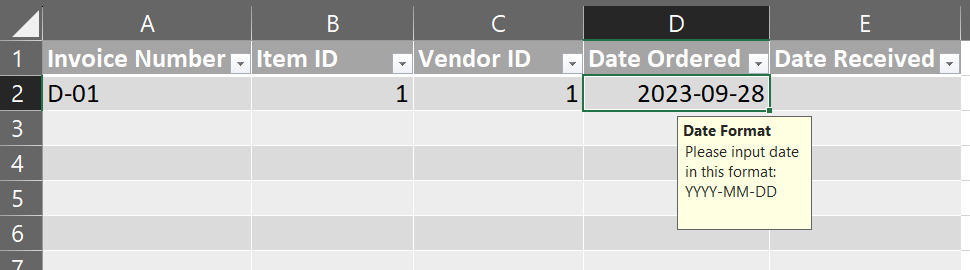 A B C D E
1 Invoice Number Item ID Vendor ID Date Ordered Date Received
2 D-01 1 1 2023-09-28
3
Date Format
Please input date
4
in this format:
YYYY-MM-DD
5
6
7